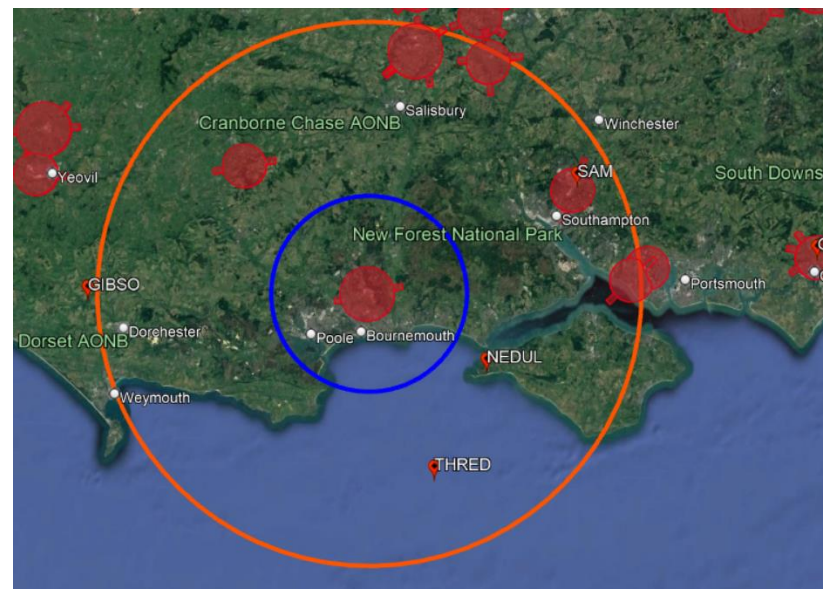 Salisbury
Cranborne Chase AONB
Winchester
Yeovil
SAM
South Downs
Southampton
New Forest National Park
GIBSO
Portsmouth
Dorchester
Poole
Bournemouth
Dorset AONB
NEDUL
Weymouth
THRED